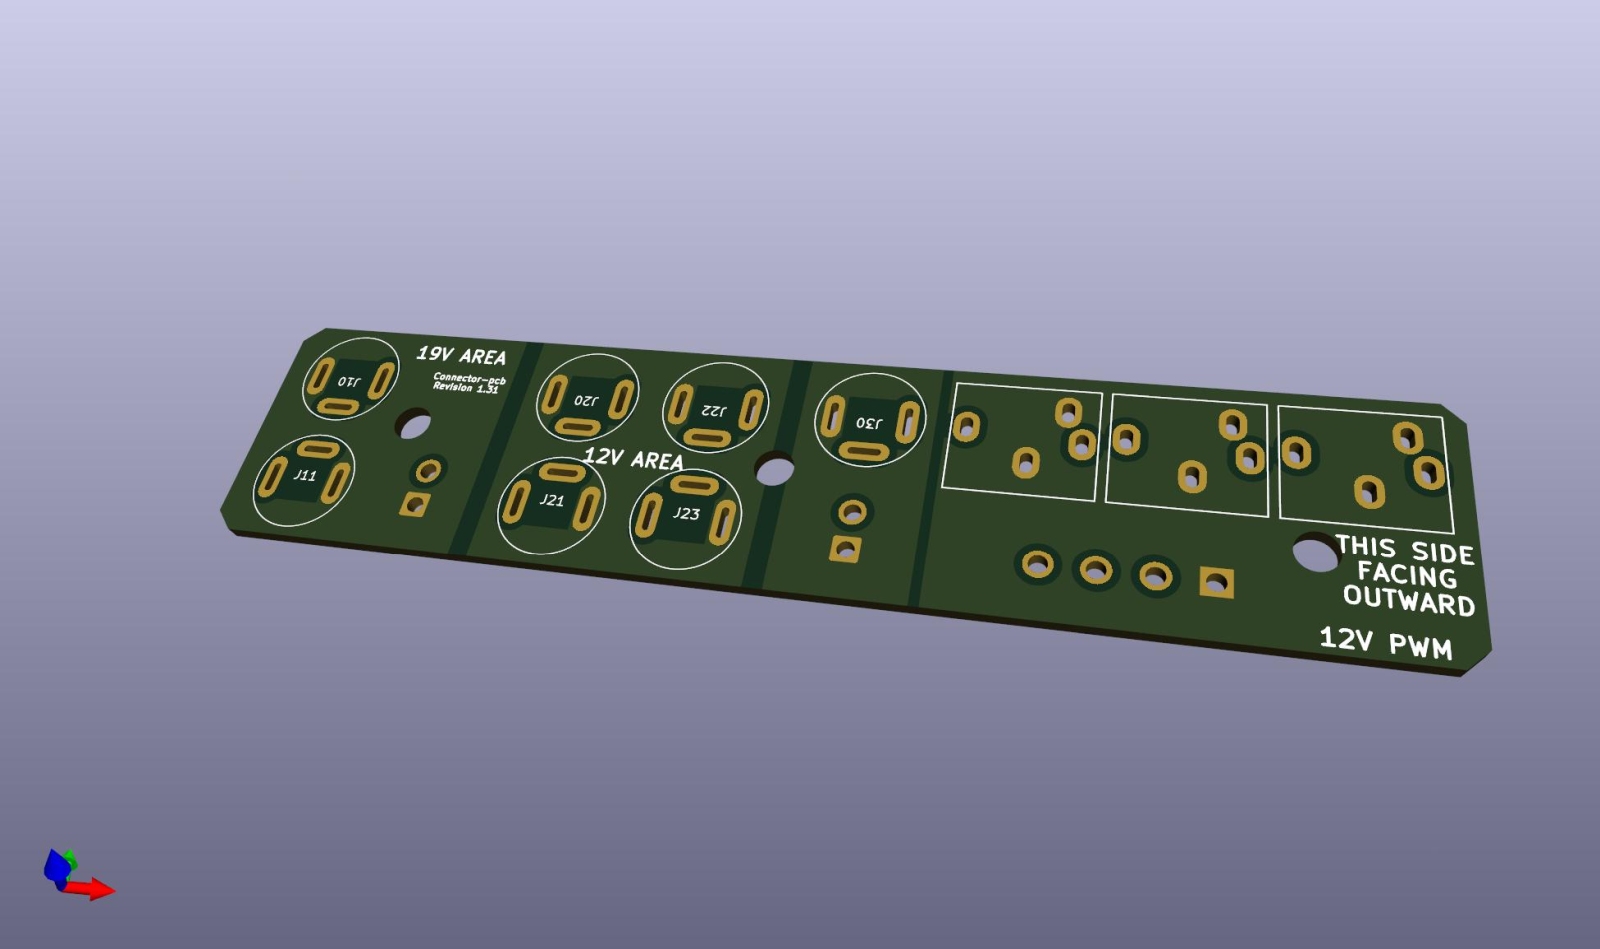 J10
19V AREA
Connector-pcb
Revision 1.31
J20
J22
J30
J11
12V AREA
J21
J23
THIS SIDE
FACING
OUTWARD
12V PWM